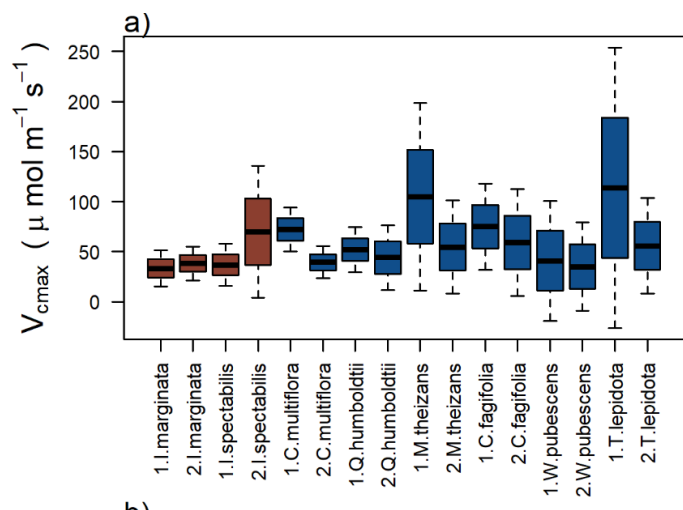 a)
V cmax ( μ mol m−1 s−1 )
250
200
150
100
50
0
1.I.marginata
2.I.marginata
1.I.spectabilis
2.I.spectabilis
1.C.multiflora
2.C.multiflora
1.Q.humboldtii
2.Q.humboldtii
1.M.theizans
2.M.theizans
1.C.fagifolia
2.C.fagifolia
1.W.pubescens
2.W.pubescens
1.T.lepidota
2.T.lepidota
b)